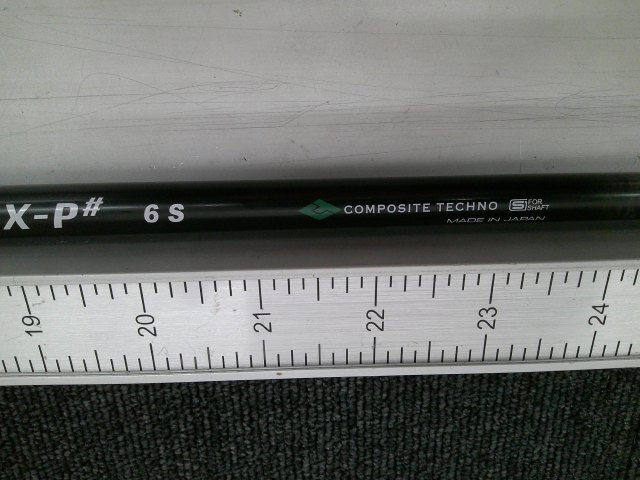 X-P# 6 S COMPOSITE TECHNO S FOR SHAFT
MADE IN JAPAN
19 20 21 22 23 24